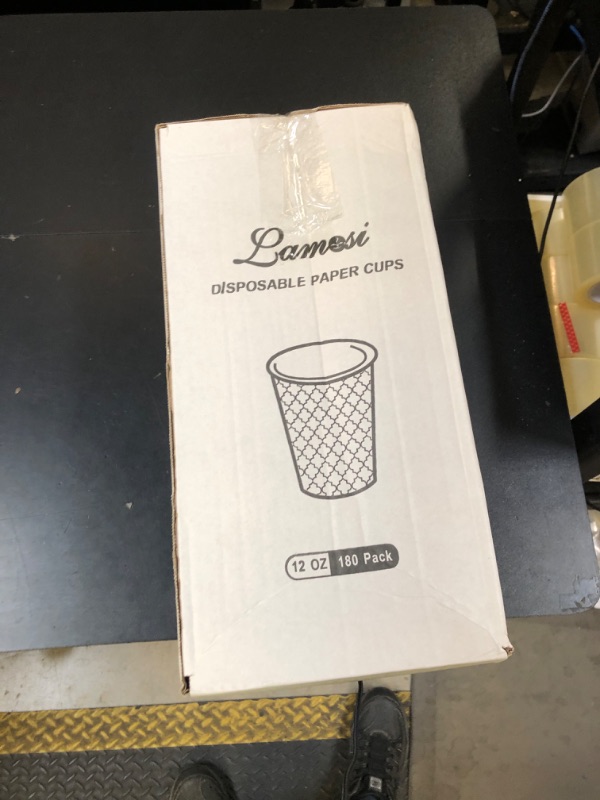 Lamosi
DISPOSABLE PAPER CUPS
12 OZ 180 Pack